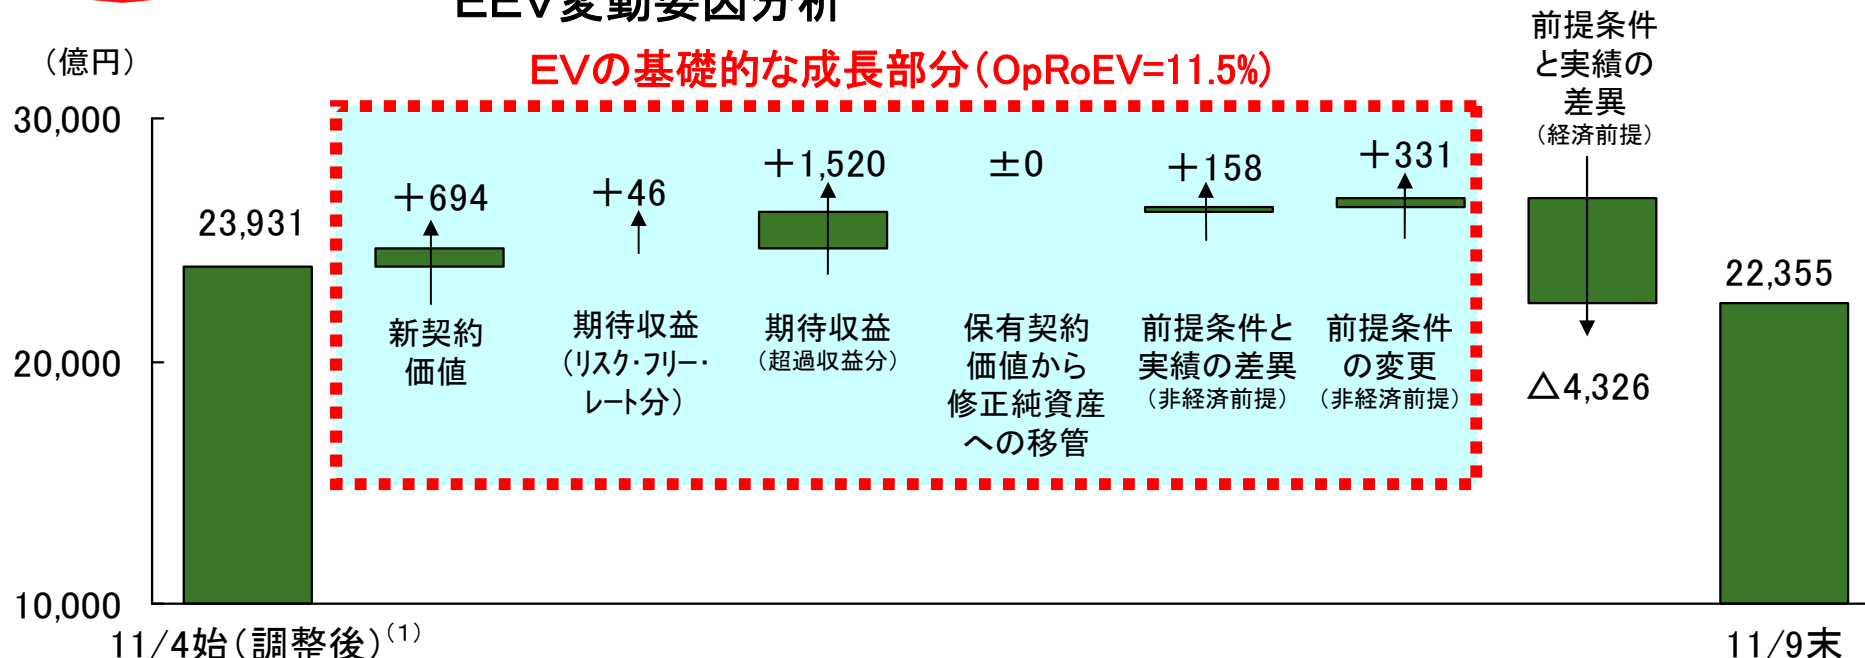 EEV変動要因分析
(億円)
EVの基礎的な成長部分(OpRoEV=11.5%)
前提条件
と実績の
差異
(経済前提)
30,000
20,000
10,000
23,931
+694
新契約
価値
+46
期待収益
(リスク・フリー・
レート分)
+1,520
期待収益
(超過収益分)
±0
保有契約
価値から
修正純資産
への移管
+158
前提条件と
実績の差異
(非経済前提)
+331
前提条件
の変更
(非経済前提)
△4,326
22,355
11/4始(調整後)(1)
11/9末